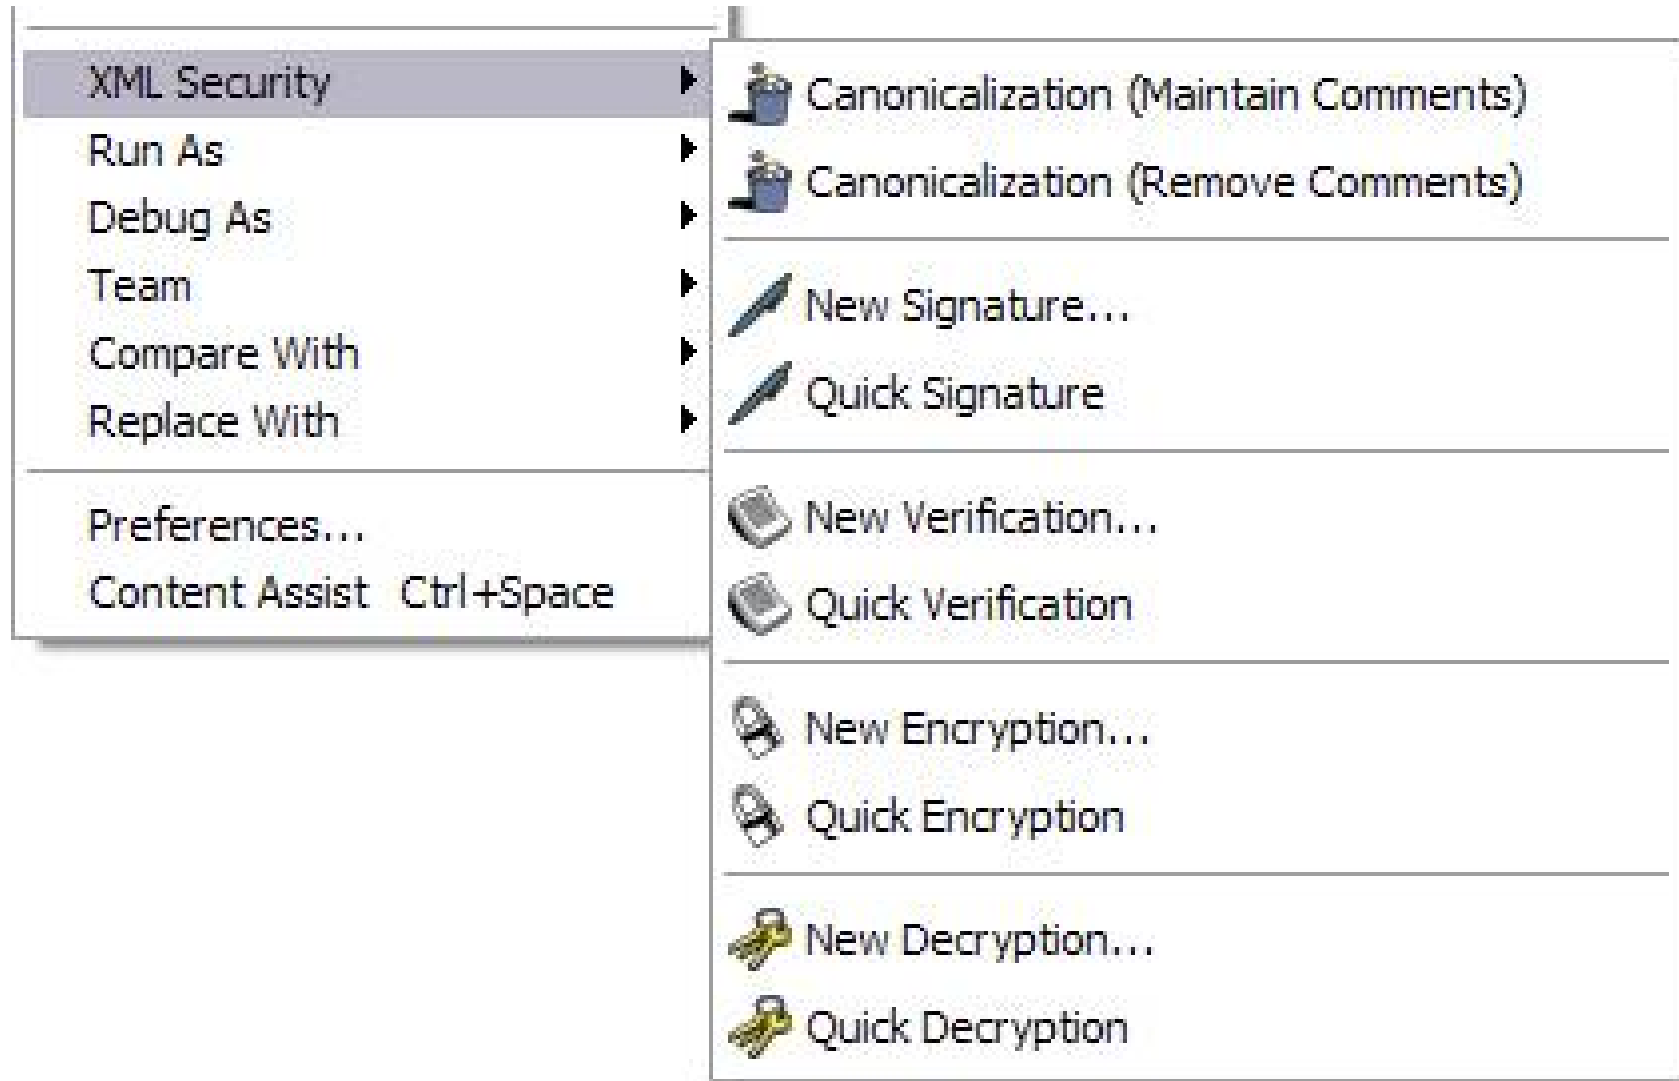 XML Security
Run As
Debug As
Team
Compare With
Replace With
Preferences...
Content Assist Ctrl+Space
Canonicalization (Maintain Comments)
Canonicalization (Remove Comments)
New Signature...
Quick Signature
New Verification...
Quick Verification
New Encryption...
Quick Encryption
New Decryption...
Quick Decryption